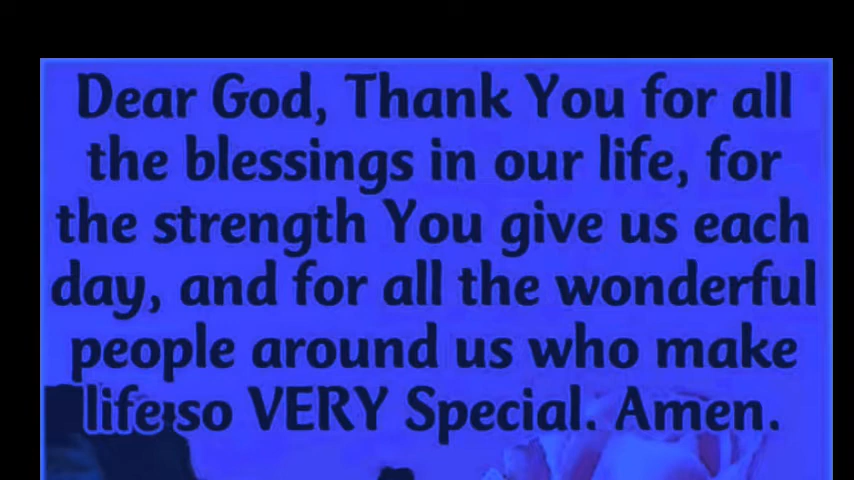 Dear God, Thank You for all
the blessings in our life, for
the strength You give us each
day, and for all the wonderful
people around us who make
life so VERY Special. Amen.